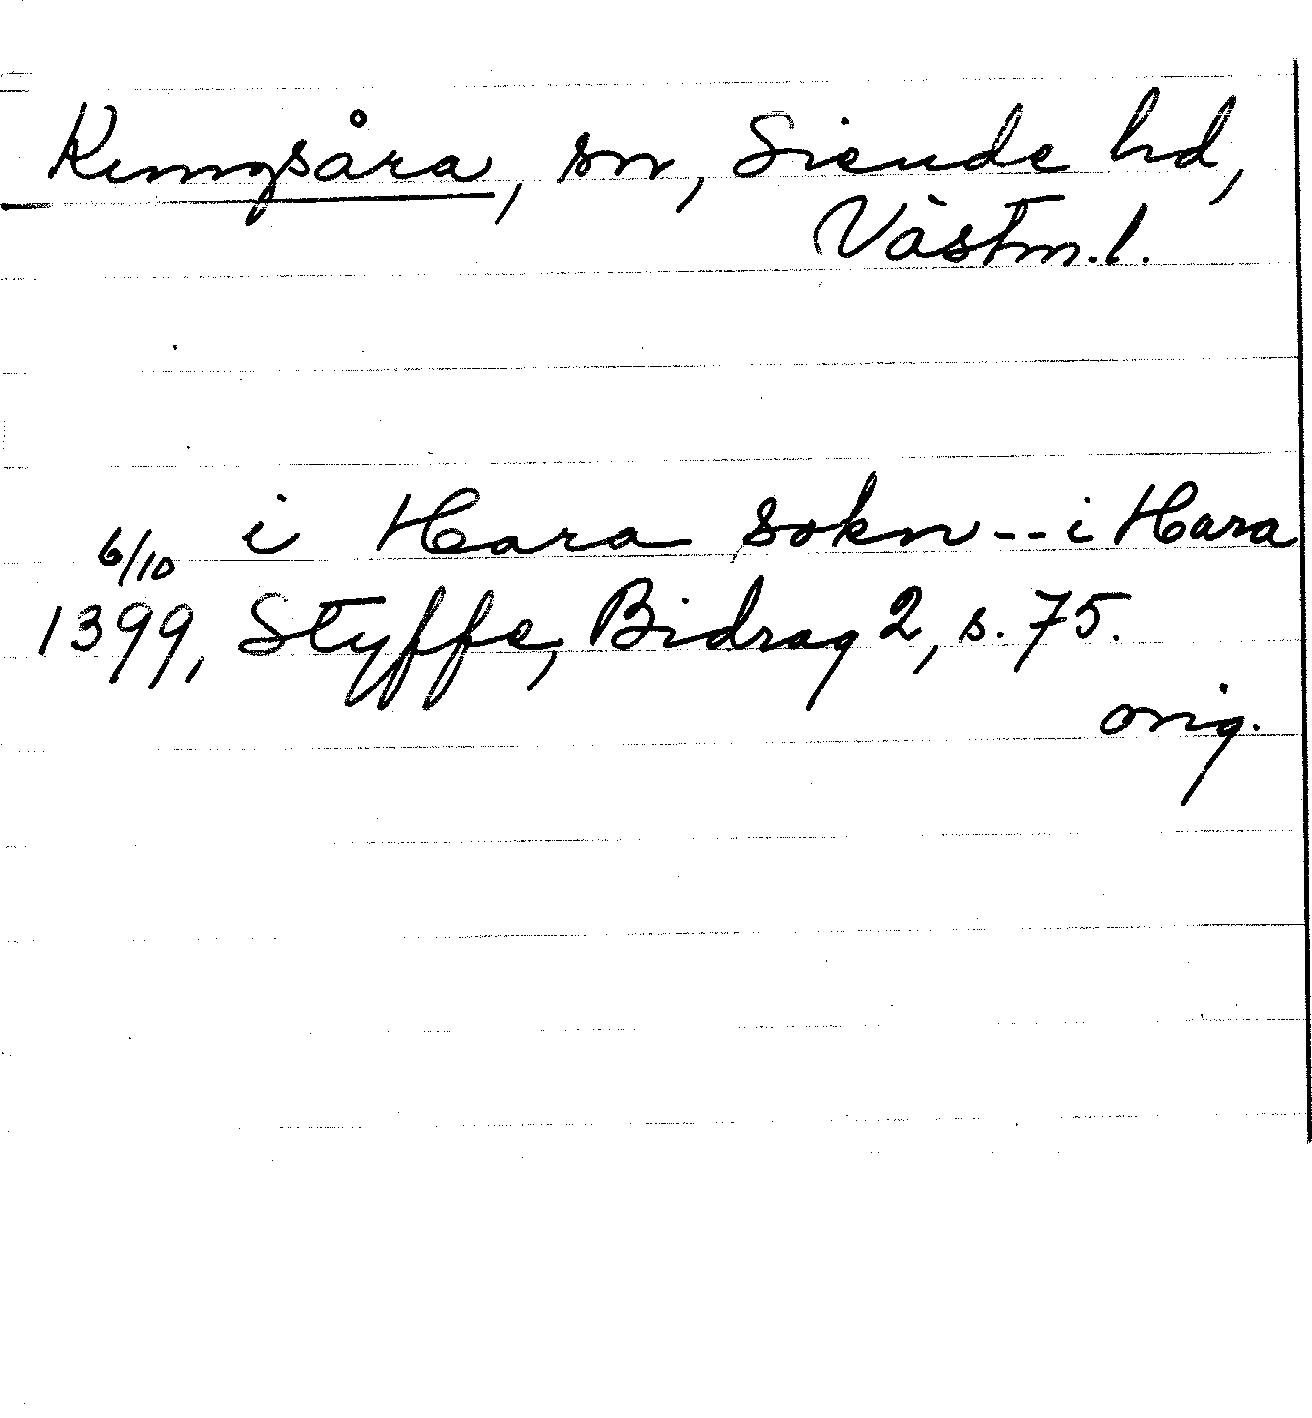 Kungsåra, sn, Siende hd,
Västm.l.
i Hara sokn -- i Hara
6/10
1399, Styffe, Bidrag 2, s. 75.
orig.